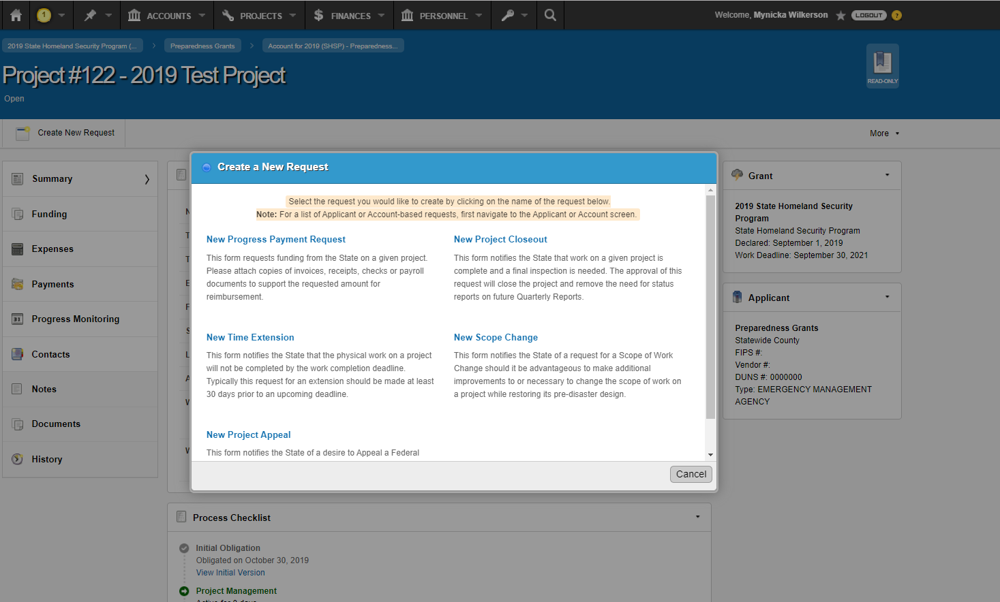 1
ACCOUNTS
PROJECTS
$ FINANCES
PERSONNEL
Welcome, Mynicka Wilkerson
LOGOUT
?
2019 State Homeland Security Program (...
Preparedness Grants
Account for 2019 (SHSP) - Preparedness...
Project #122 - 2019 Test Project
Open
READ-ONLY
Create New Request
More
Summary
Funding
Expenses
Payments
31 Progress Monitoring
Contacts
Notes
Documents
History
Create a New Request
Select the request you would like to create by clicking on the name of the request below.
Note: For a list of Applicant or Account-based requests, first navigate to the Applicant or Account screen.
New Progress Payment Request
This form requests funding from the State on a given project.
Please attach copies of invoices, receipts, checks or payroll
documents to support the requested amount for
reimbursement.
New Project Closeout
This form notifies the State that work on a given project is
complete and a final inspection is needed. The approval of this
request will close the project and remove the need for status
reports on future Quarterly Reports.
New Time Extension
This form notifies the State that the physical work on a project
will not be completed by the work completion deadline.
Typically this request for an extension should be made at least
30 days prior to an upcoming deadline.
New Scope Change
This form notifies the State of a request for a Scope of Work
Change should it be advantageous to make additional
improvements to or necessary to change the scope of work on
a project while restoring its pre-disaster design.
New Project Appeal
This form notifies the State of a desire to Appeal a Federal
Cancel
Grant
2019 State Homeland Security
Program
State Homeland Security Program
Declared: September 1, 2019
Work Deadline: September 30, 2021
Applicant
Preparedness Grants
Statewide County
FIPS #:
Vendor #:
DUNS #: 0000000
Type: EMERGENCY MANAGEMENT
AGENCY
Process Checklist
Initial Obligation
Obligated on October 30, 2019
View Initial Version
Project Management